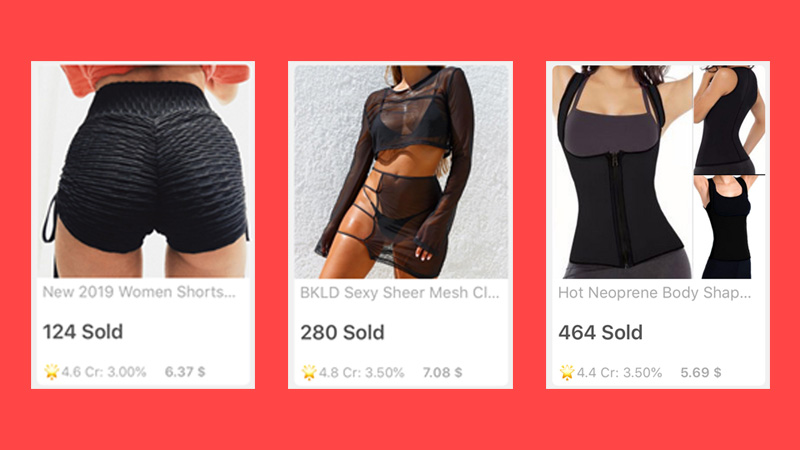 New 2019 Women Shorts...
124 Sold
4.6 Cr: 3.00% 6.37 $
BKLD Sexy Sheer Mesh Cl...
280 Sold
4.8 Cr: 3.50% 7.08 $
Hot Neoprene Body Shap...
464 Sold
4.4 Cr: 3.50% 5.69 $